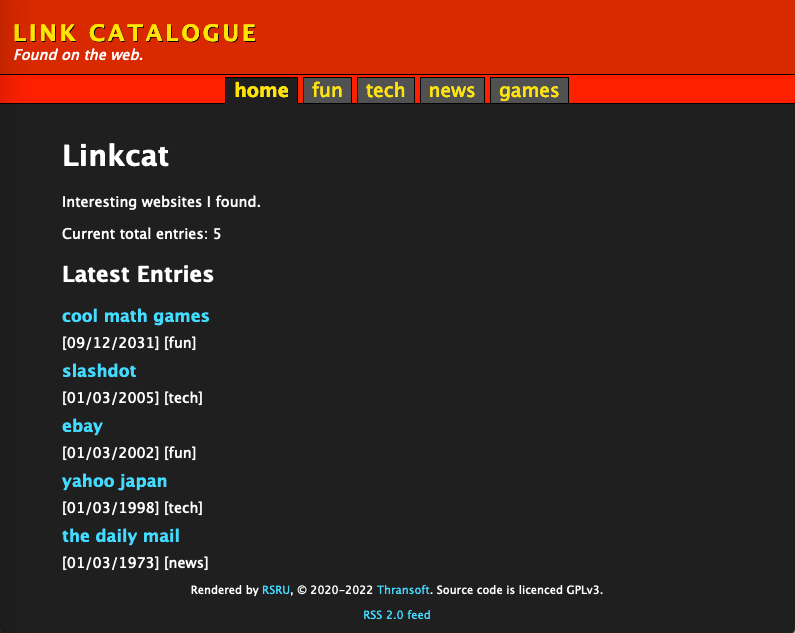 LINK CATALOGUE
Found on the web.
home fun tech news games
Linkcat
Interesting websites I found.
Current total entries: 5
Latest Entries
cool math games
[09/12/2031] [fun]
slashdot
[01/03/2005] [tech]
ebay
[01/03/2002] [fun]
yahoo japan
[01/03/1998] [tech]
the daily mail
[01/03/1973] [news]
Rendered by RSRU, © 2020-2022 Thransoft. Source code is licenced GPLv3.
RSS 2.0 feed